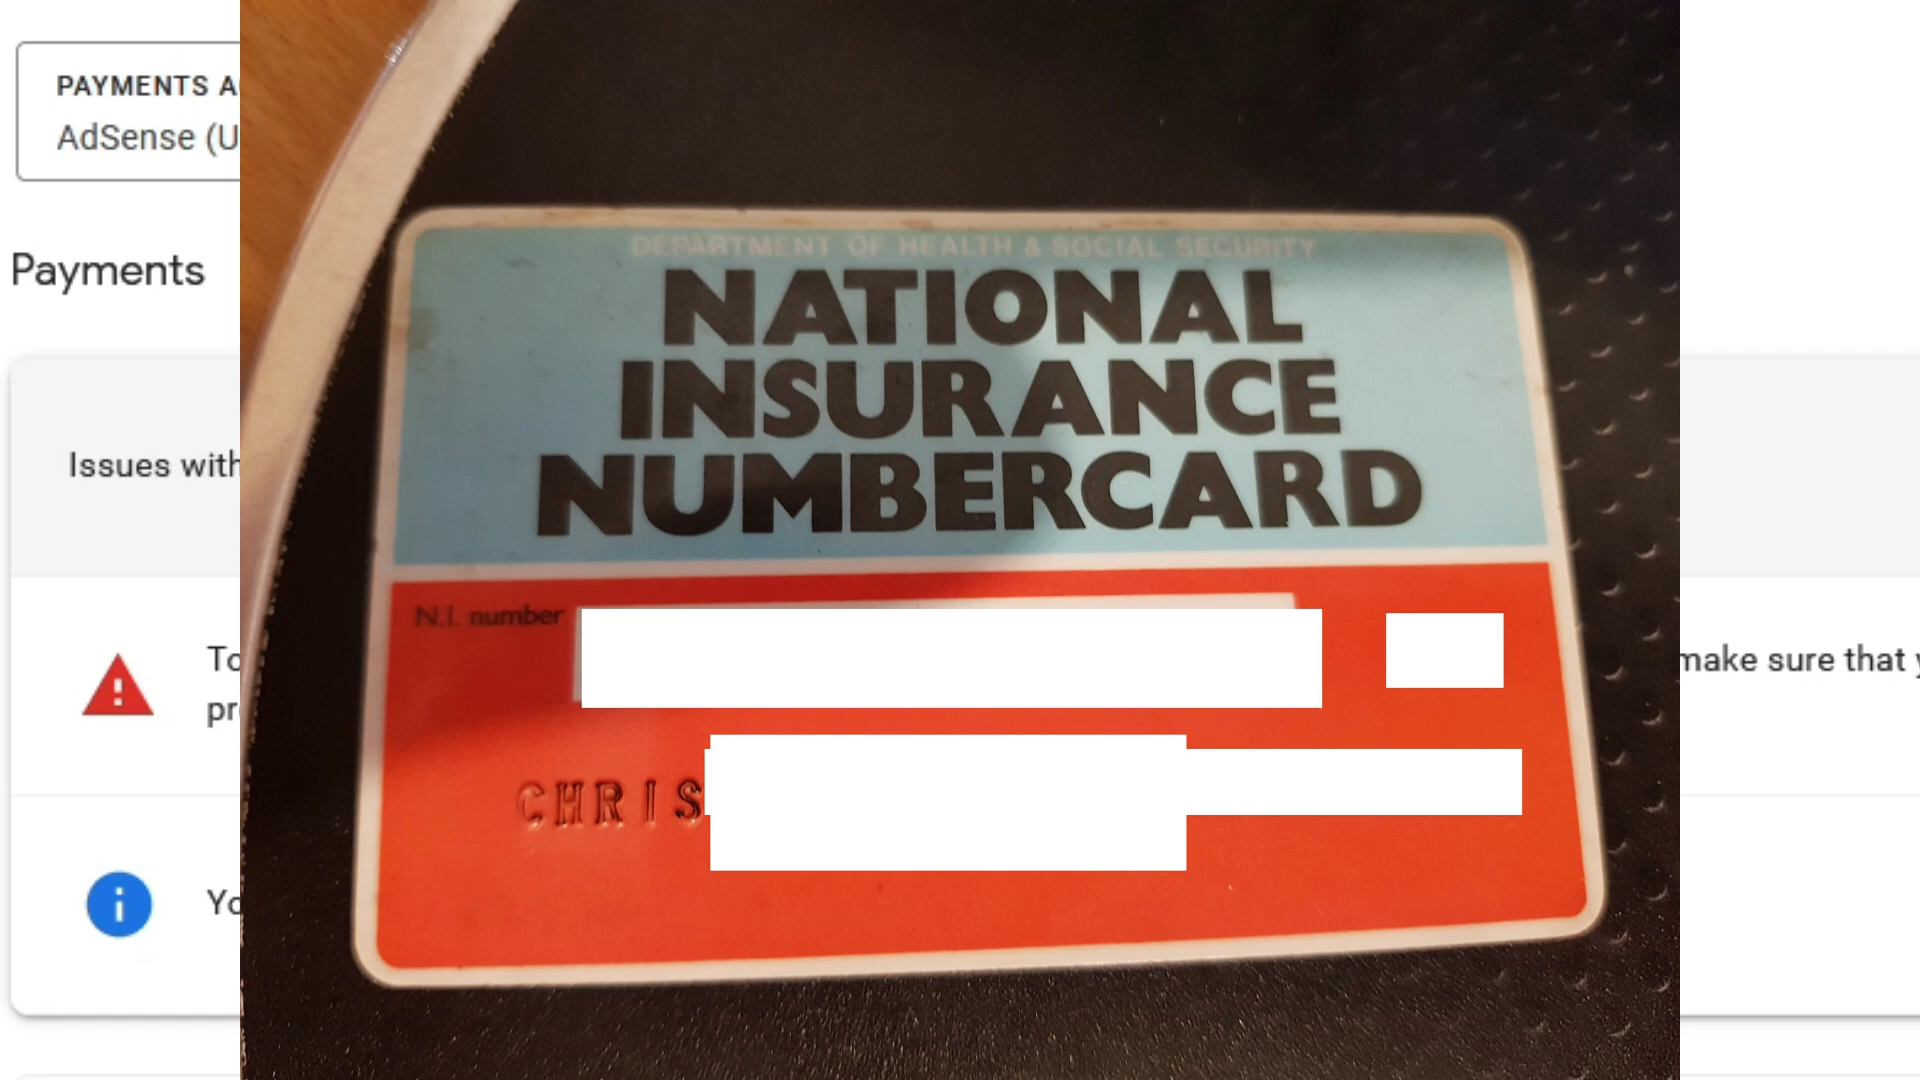 PAYMENTS A
AdSense (U
Payments
Issues with
To
pr
make sure that y
Yo
DEPARTMENT OF HEALTH & SOCIAL SECURITY
NATIONAL
INSURANCE
NUMBERCARD
N.I. number
CHRIS